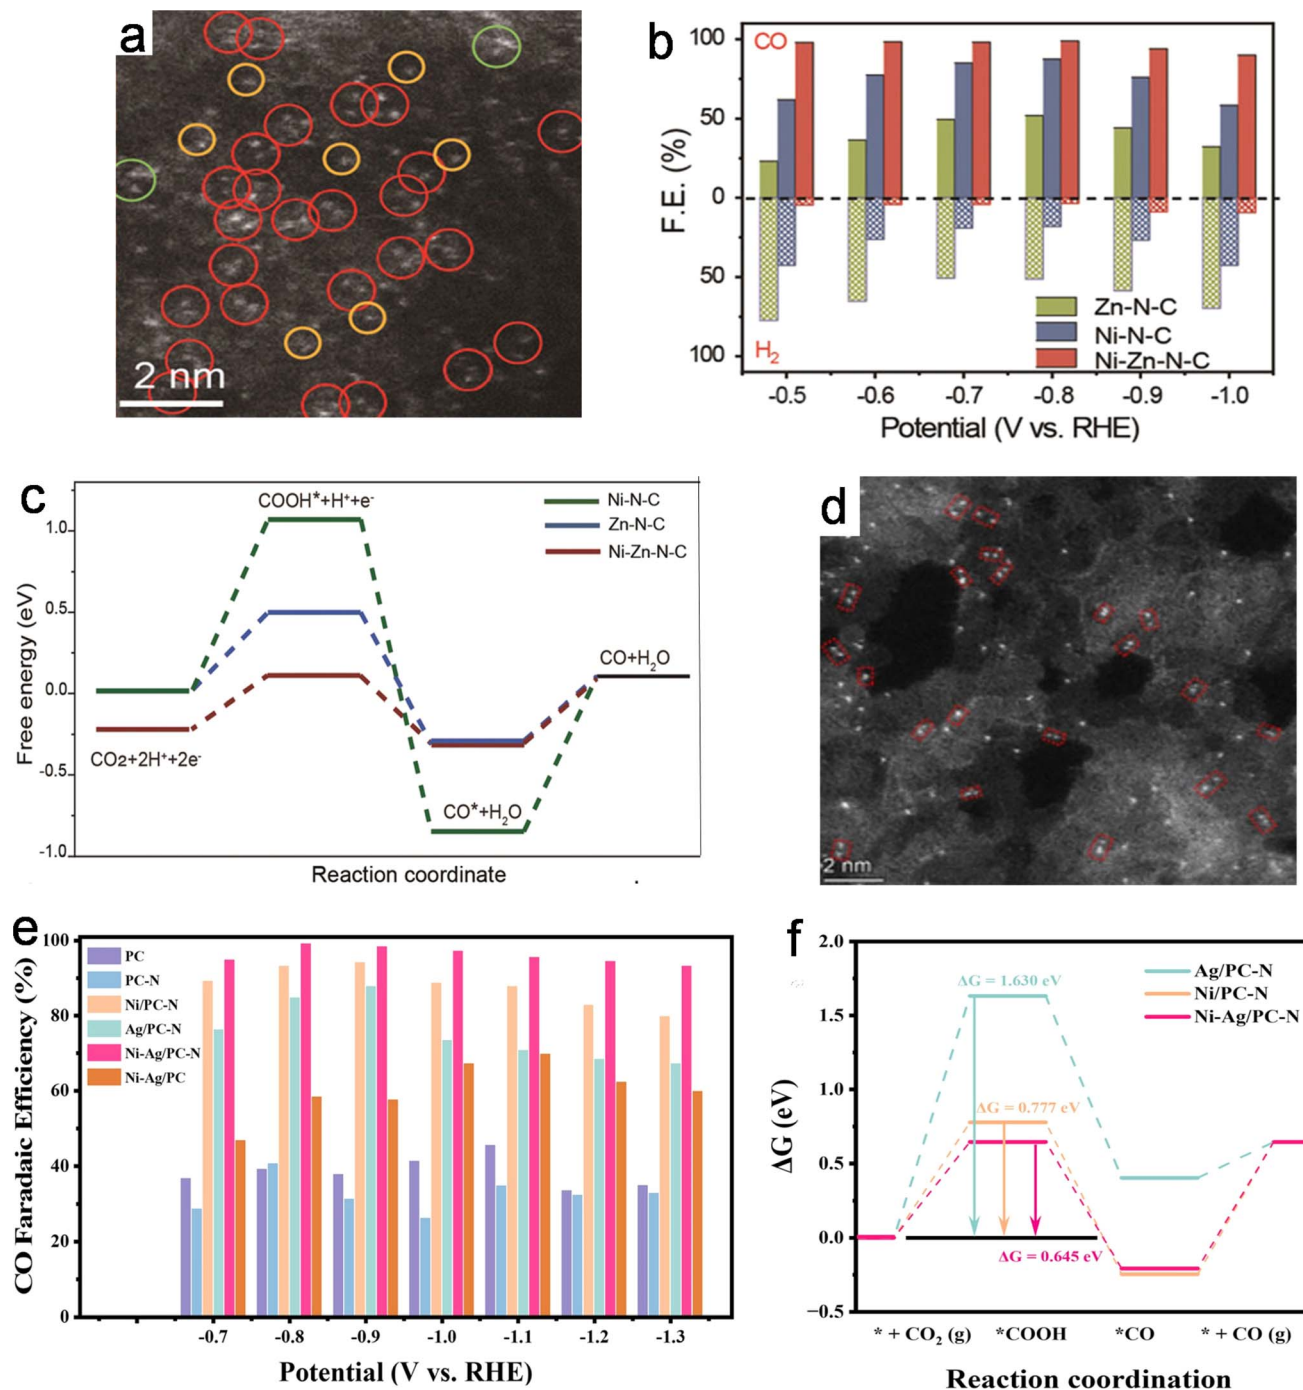 a
2 nm
b
100
50
0
50
100
F.E. (%)
CO
H2
Zn-N-C
Ni-N-C
Ni-Zn-N-C
-0.5 -0.6 -0.7 -0.8 -0.9 -1.0
Potential (V vs. RHE)
c
1.0
0.5
0.0
-0.5
-1.0
Free energy (eV)
COOH*+H⁺+e⁻
Ni-N-C
Zn-N-C
Ni-Zn-N-C
CO+H₂O
CO2+2H⁺+2e⁻
CO*+H₂O
Reaction coordinate
d
2 nm
e
100
80
60
40
20
0
CO Faradaic Efficiency (%)
PC
PC-N
Ni/PC-N
Ag/PC-N
Ni-Ag/PC-N
Ni-Ag/PC
-0.7 -0.8 -0.9 -1.0 -1.1 -1.2 -1.3
Potential (V vs. RHE)
f
2.0
1.5
1.0
0.5
0.0
−0.5
ΔG (eV)
Ag/PC-N
Ni/PC-N
Ni-Ag/PC-N
ΔG = 1.630 eV
ΔG = 0.777 eV
ΔG = 0.645 eV
* + CO₂ (g) *COOH *CO * + CO (g)
Reaction coordination